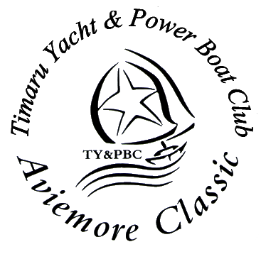 Timaru Yacht & Power Boat Club
TY&PBC
Aviemore Classic